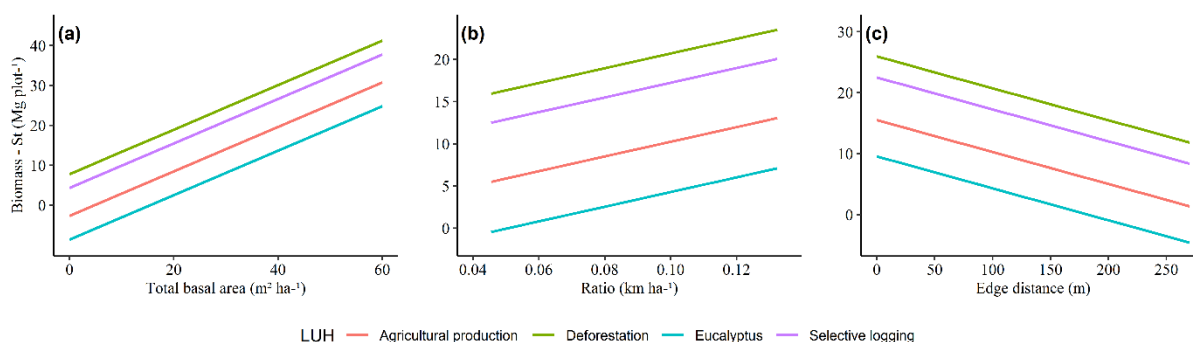 (a)
(b)
(c)
Biomass - St (Mg plot-¹)
40
30
20
10
0
0
20
40
60
Total basal area (m² ha-¹)
20
15
10
5
0
0.04
0.06
0.08
0.10
0.12
Ratio (km ha-¹)
30
20
10
0
0
50
100
150
200
250
Edge distance (m)
LUH
Agricultural production
Deforestation
Eucalyptus
Selective logging